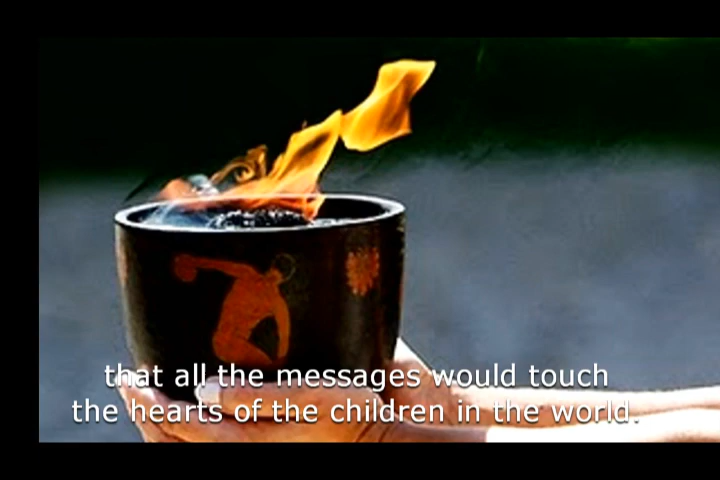 that all the messages would touch
the hearts of the children in the world.